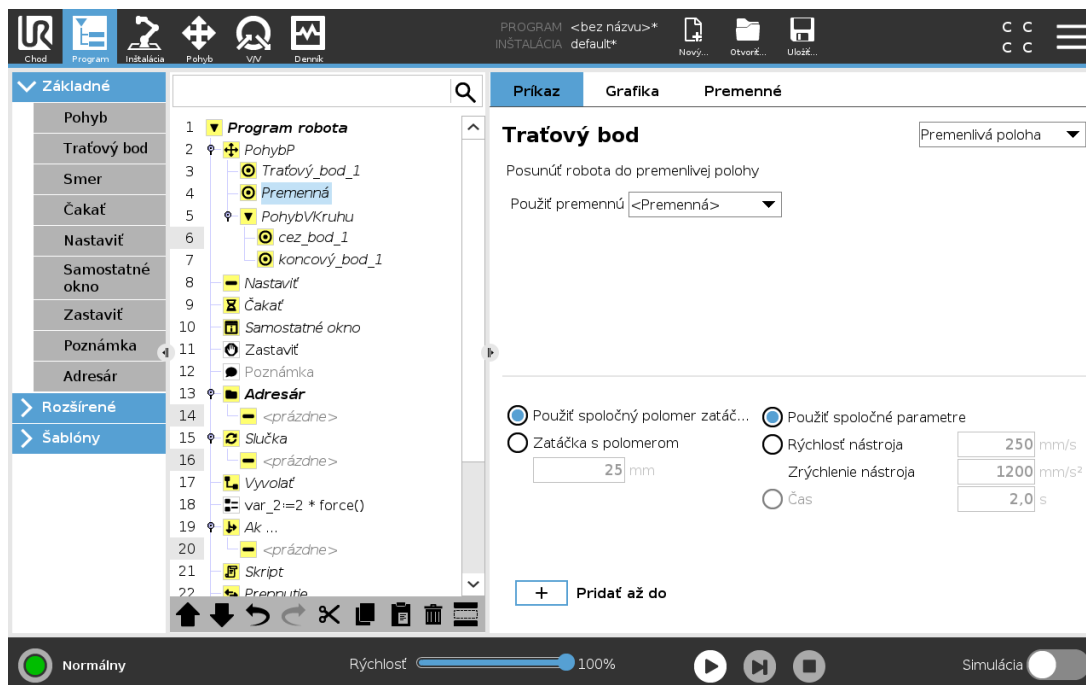 PROGRAM <bez názvu>*
INŠTALÁCIA default*
Chod
Program
Inštalácia
Pohyb
V/V
Denník
Nový...
Otvoriť...
Uložiť...
C C
C C
Základné
Pohyb
Traťový bod
Smer
Čakať
Nastaviť
Samostatné
okno
Zastaviť
Poznámka
Adresár
Rozšírené
Šablóny
1 Program robota
2 PohybP
3 Traťový_bod_1
4 Premenná
5 PohybVKruhu
6 cez_bod_1
7 koncový_bod_1
8 Nastaviť
9 Čakať
10 Samostatné okno
11 Zastaviť
12 Poznámka
13 Adresár
14 <prázdne>
15 Slučka
16 <prázdne>
17 Vyvolať
18 var_2:=2 * force()
19 Ak ...
20 <prázdne>
21 Skript
22 Prepnutie
Príkaz
Grafika
Premenné
Traťový bod
Premenlivá poloha
Posunúť robota do premenlivej polohy
Použiť premennú <Premenná>
Použiť spoločný polomer zatáč...
Zatáčka s polomerom
25 mm
Použiť spoločné parametre
Rýchlosť nástroja 250 mm/s
Zrýchlenie nástroja 1200 mm/s²
Čas 2,0 s
+ Pridať až do
Normálny
Rýchlosť 100%
Simulácia